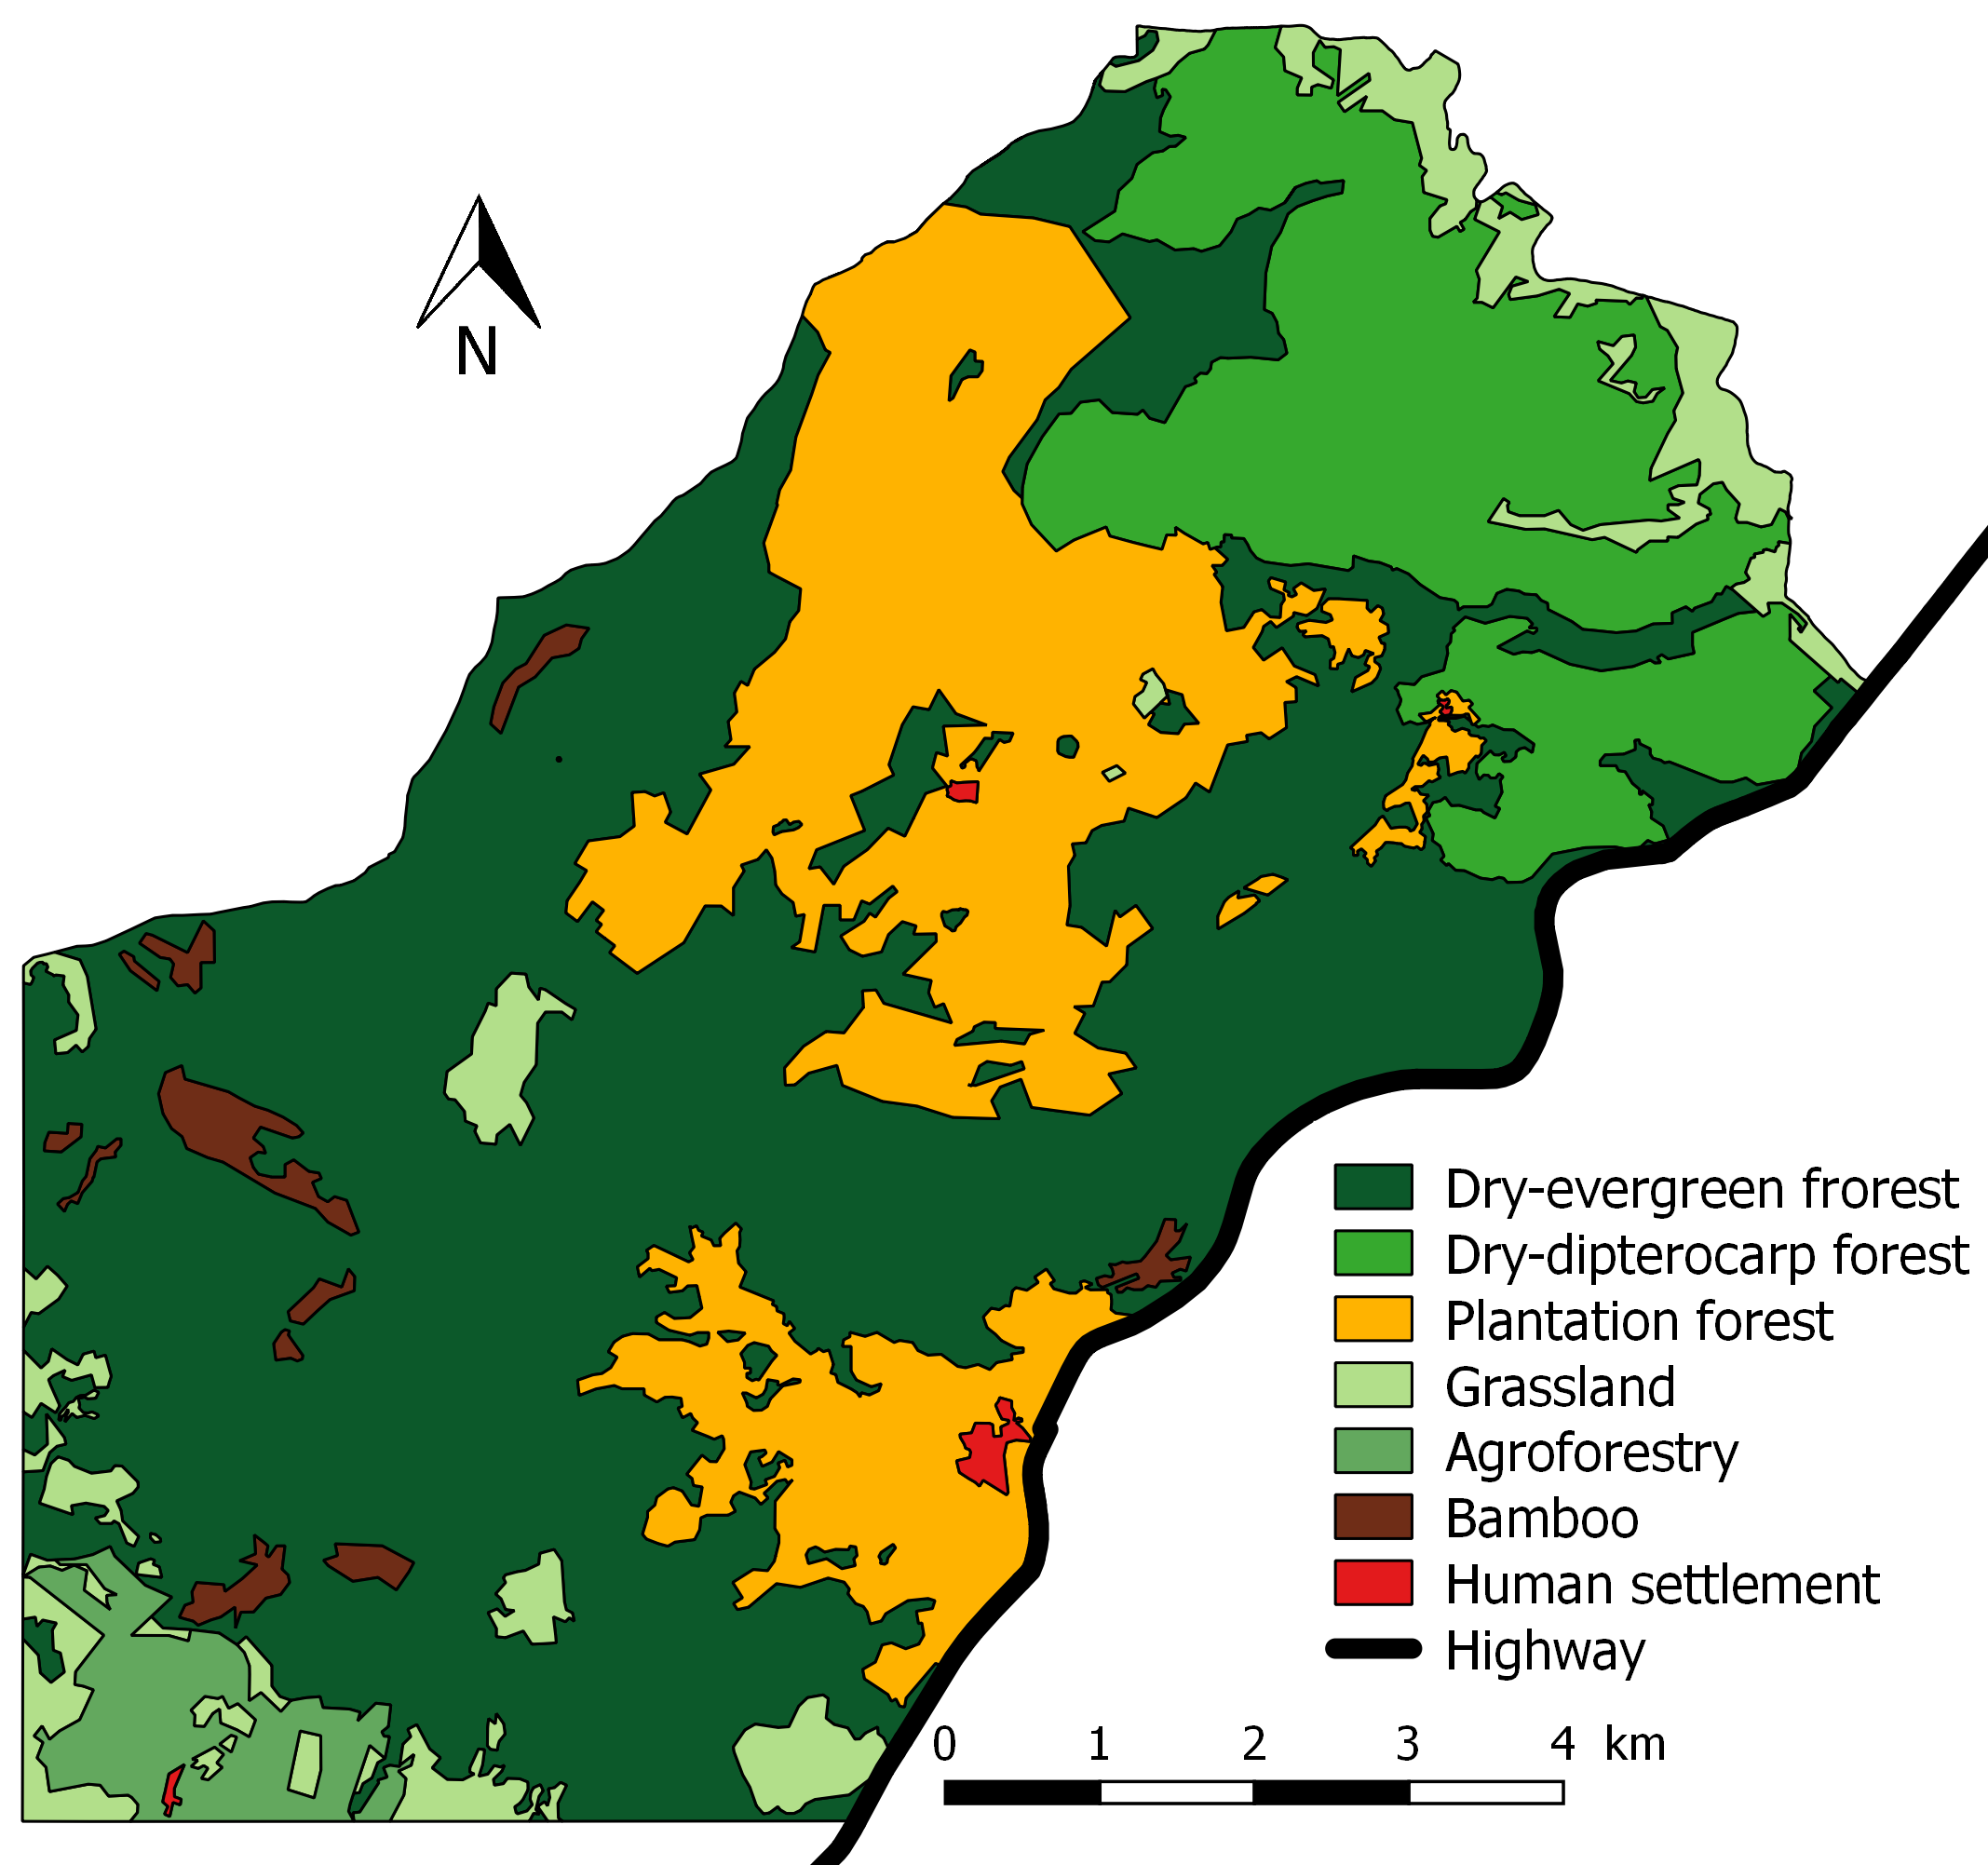 N
Dry-evergreen frorest
Dry-dipterocarp forest
Plantation forest
Grassland
Agroforestry
Bamboo
Human settlement
Highway
0 1 2 3 4 km